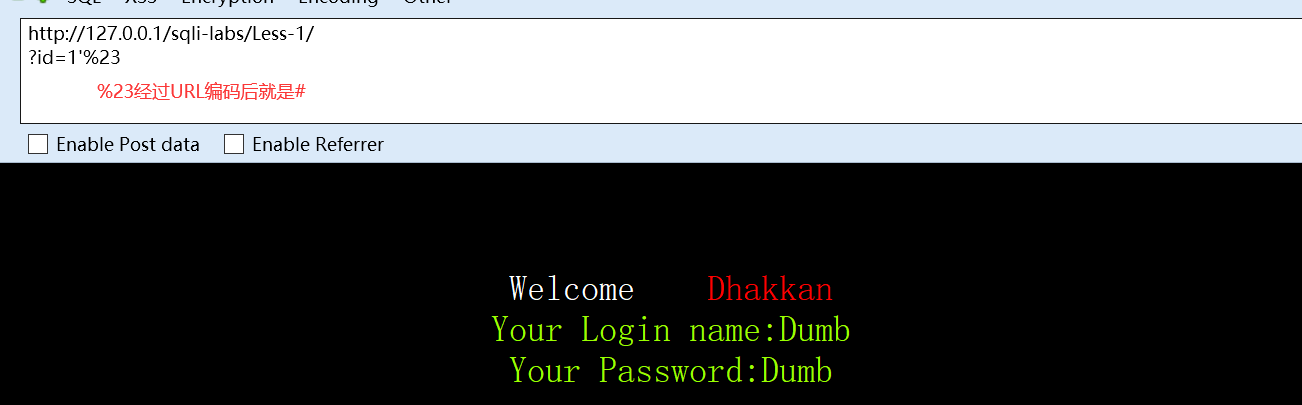 SQL XSS Encryption Encoding Other
http://127.0.0.1/sqli-labs/Less-1/
?id=1'%23
%23经过URL编码后就是#
Enable Post data Enable Referrer
Welcome Dhakkan
Your Login name:Dumb
Your Password:Dumb